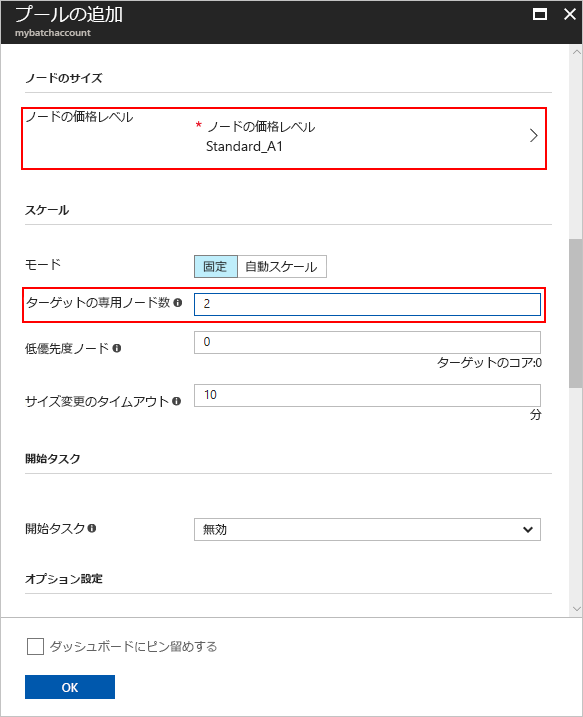 プールの追加
mybatchaccount
ノードのサイズ
ノードの価格レベル
* ノードの価格レベル
Standard_A1
スケール
モード 固定 自動スケール
ターゲットの専用ノード数 2
低優先度ノード 0
ターゲットのコア:0
サイズ変更のタイムアウト 10
分
開始タスク
開始タスク 無効
オプション設定
ダッシュボードにピン留めする
OK